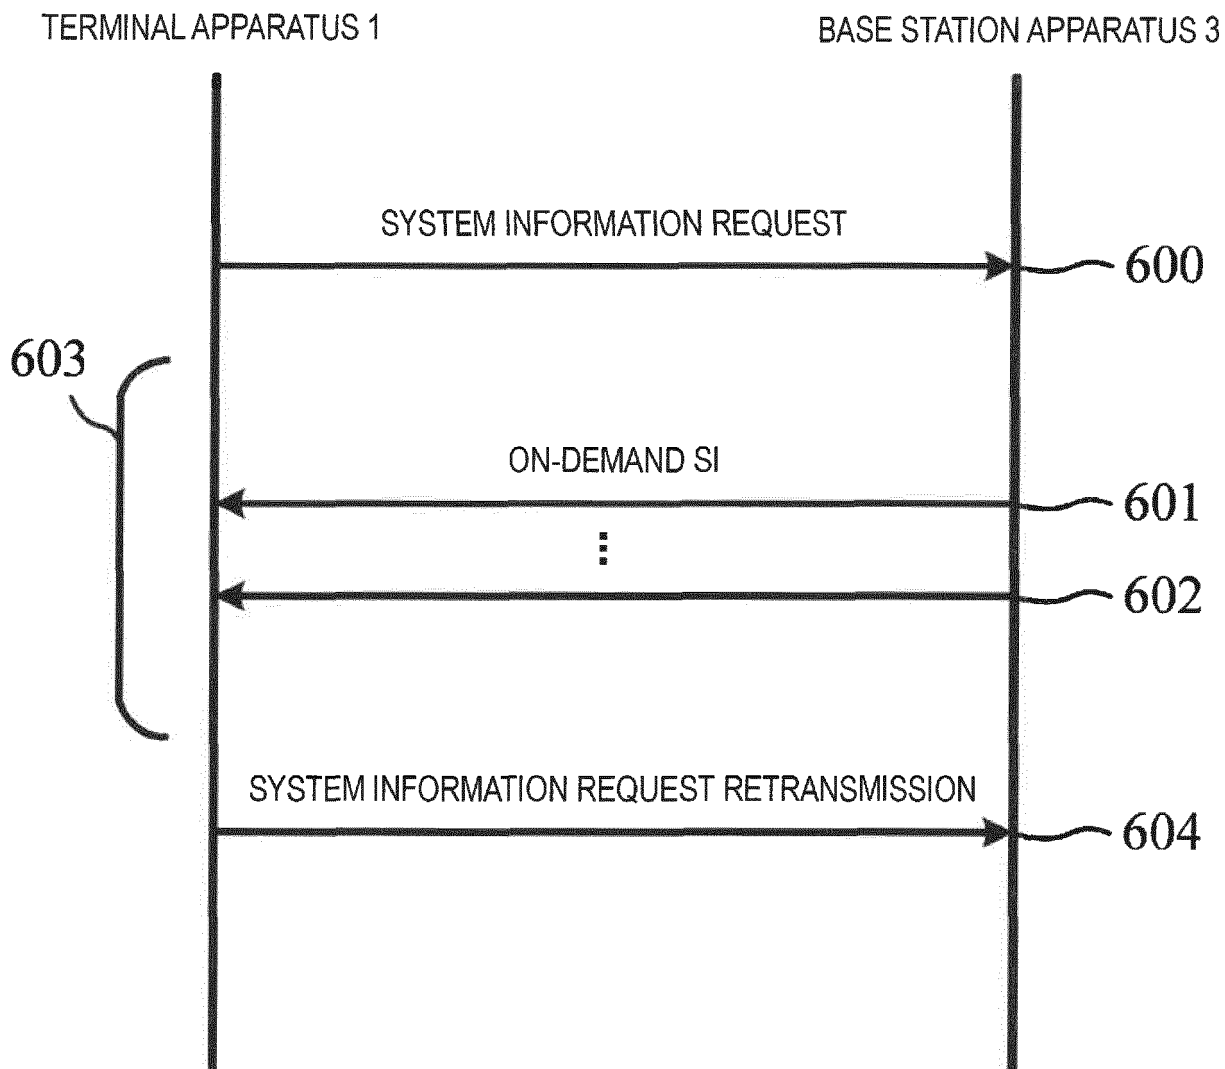 TERMINAL APPARATUS 1
BASE STATION APPARATUS 3
SYSTEM INFORMATION REQUEST
600
603
ON-DEMAND SI
601
602
SYSTEM INFORMATION REQUEST RETRANSMISSION
604